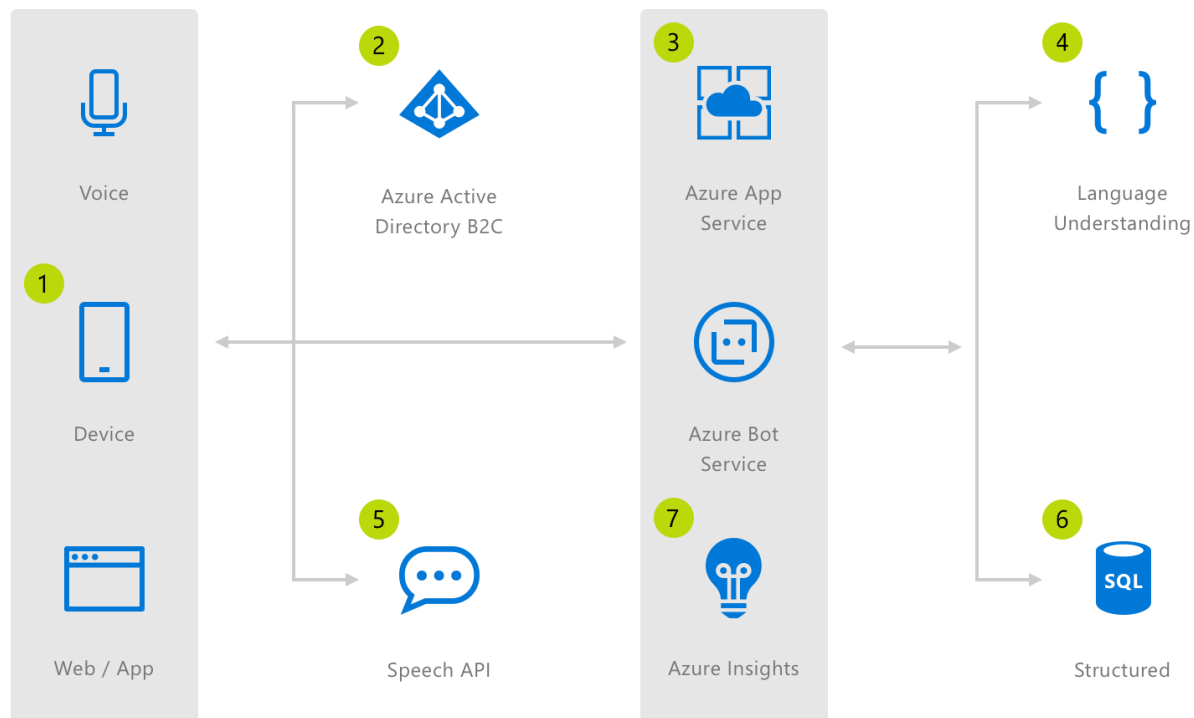 2
3
4
Voice
Azure Active
Directory B2C
Azure App
Service
Language
Understanding
1
Device
Azure Bot
Service
5
7
6
SQL
Web / App
Speech API
Azure Insights
Structured